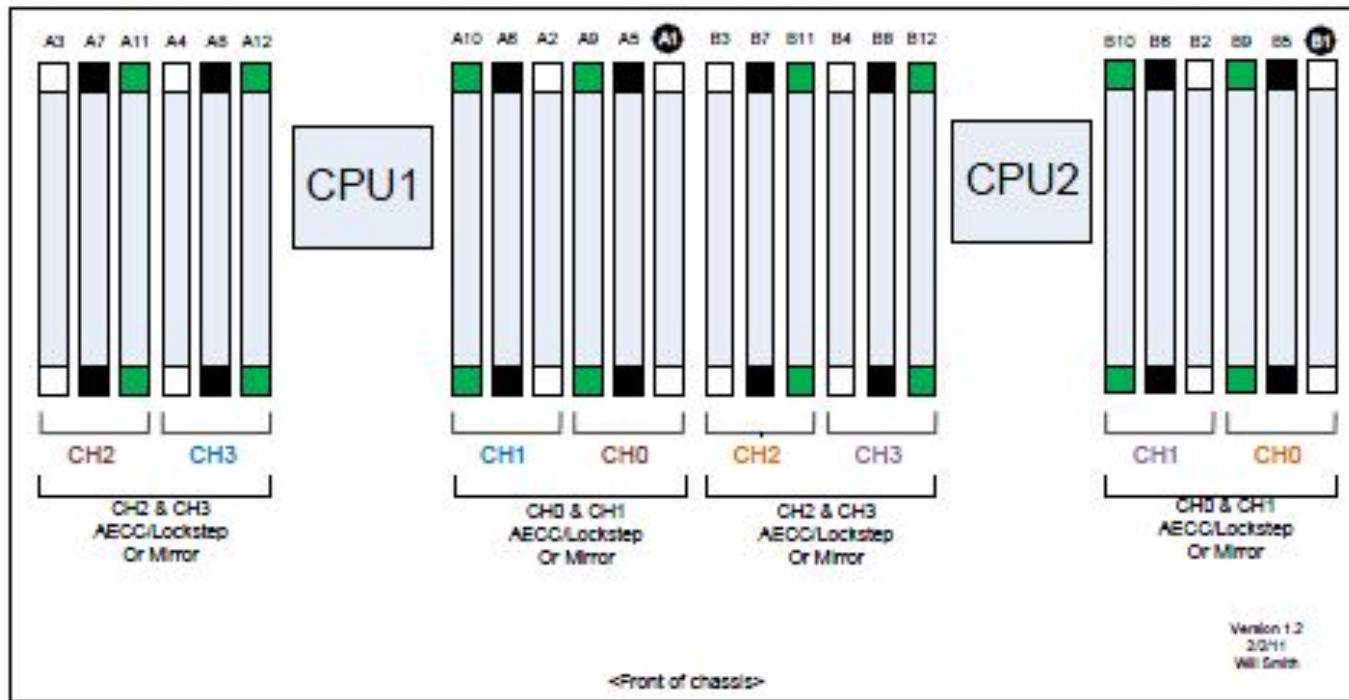 A3 A7 A11 A4 A8 A12
A10 A6 A2 A9 A5 A1
B3 B7 B11 B4 B8 B12
B10 B6 B2 B9 B5 B1
CPU1
CPU2
CH2 CH3
CH1 CH0
CH2 CH3
CH1 CH0
CH2 & CH3
AECC/Lockstep
Or Mirror
CH0 & CH1
AECC/Lockstep
Or Mirror
CH2 & CH3
AECC/Lockstep
Or Mirror
CH0 & CH1
AECC/Lockstep
Or Mirror
Version 1.2
2/2/11
Will Smith
<Front of chassis>